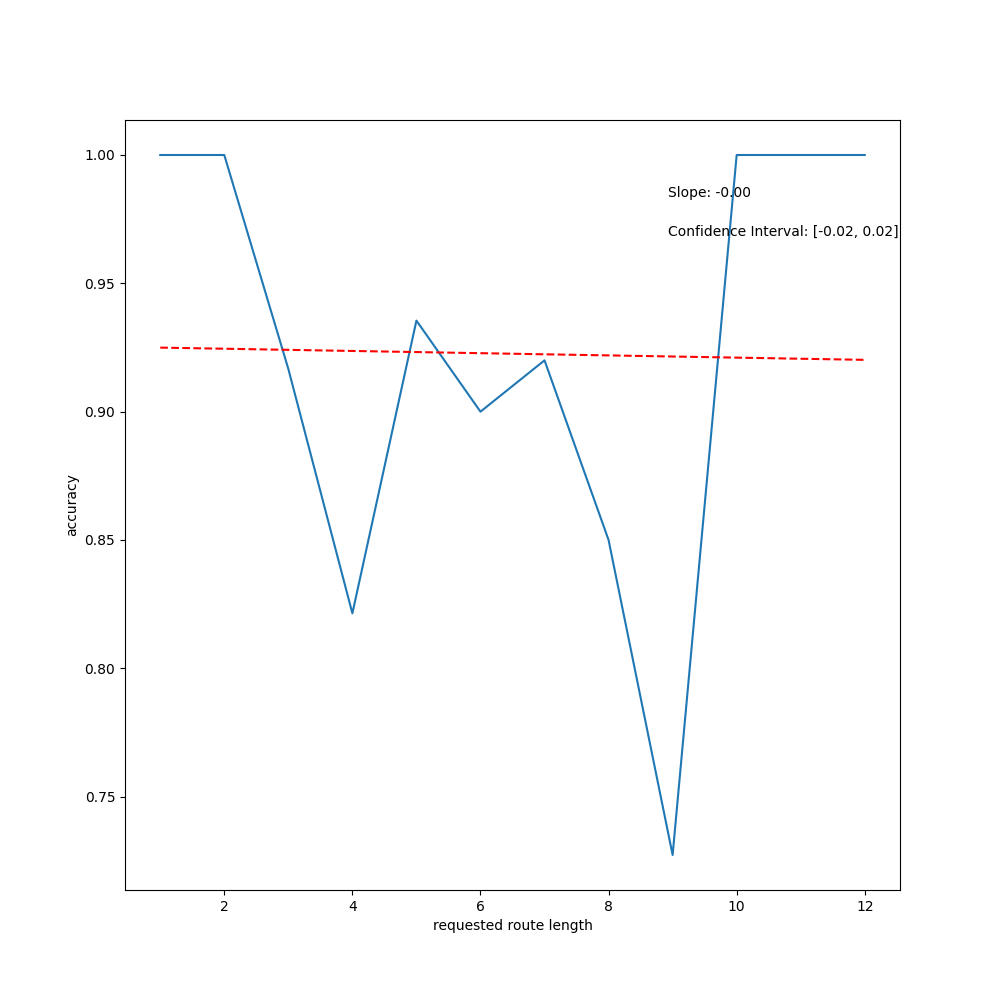 1.00
0.95
0.90
0.85
0.80
0.75
accuracy
Slope: -0.00
Confidence Interval: [-0.02, 0.02]
2 4 6 8 10 12
requested route length